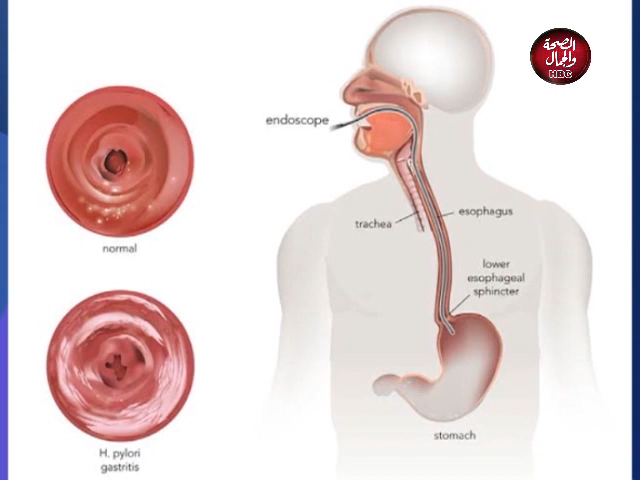 الصحة
والجمال
HBC
endoscope
trachea
esophagus
lower
esophageal
sphincter
stomach
normal
H. pylori
gastritis